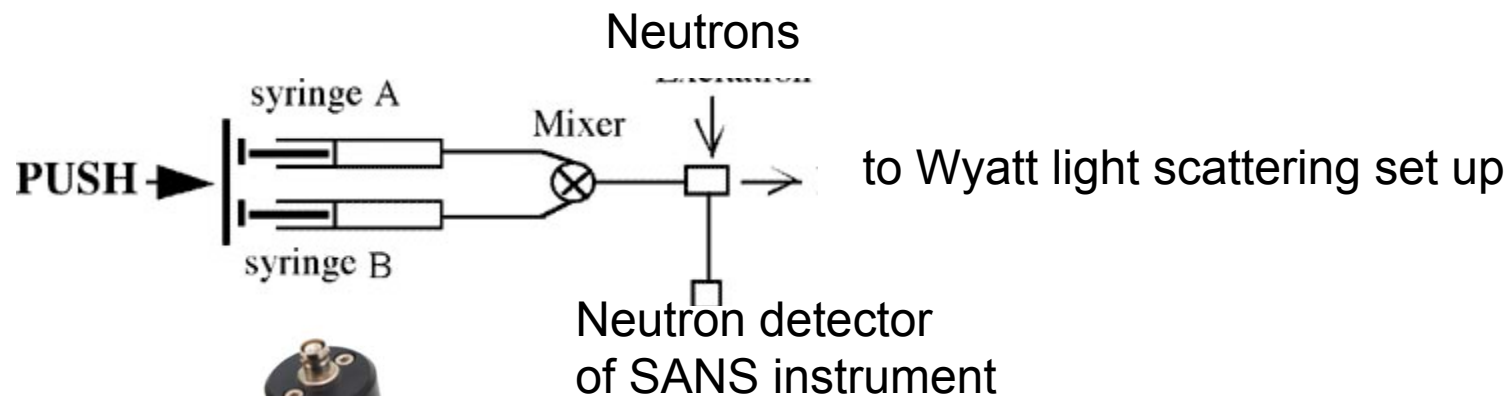 Neutrons
syringe A
Mixer
PUSH
to Wyatt light scattering set up
syringe B
Neutron detector
of SANS instrument